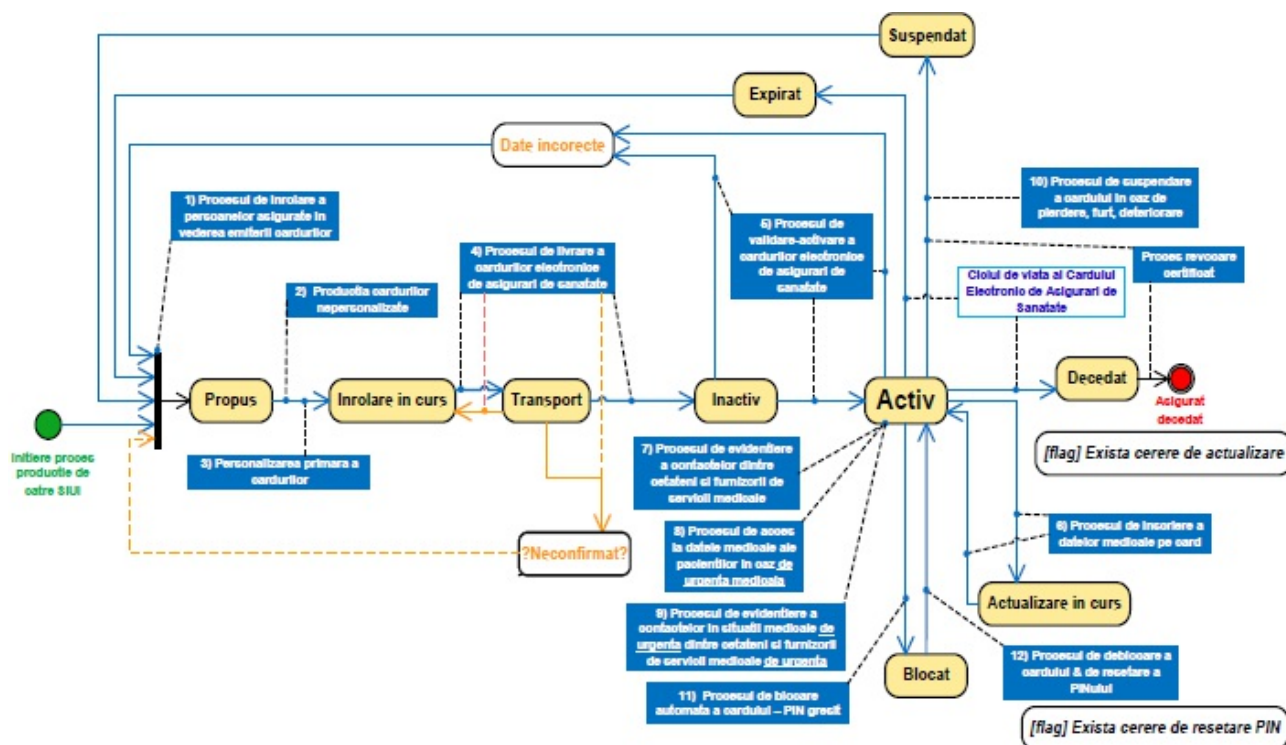 Suspendat
Expirat
Date incorecte
1) Procesul de inrolare a
persoanelor asigurate in
vederea emiterii cardurilor
10) Procesul de suspendare
a cardului in caz de
pierdere, furt, deteriorare
4) Procesul de livrare a
cardurilor electronice
de asigurari de sanatate
5) Procesul de
validare-activare a
cardurilor electronice
de asigurari de
sanatate
Proces revocare
certificat
2) Productia cardurilor
nepersonalizate
Ciclul de viata al Cardului
Electronic de Asigurari de
Sanatate
Propus
Inrolare in curs
Transport
Inactiv
Activ
Decedat
Asigurat
decedat
Initiere proces
productie de
catre SIUI
3) Personalizarea primara a
cardurilor
7) Procesul de evidentiere
a contactelor dintre
cetateni si furnizorii de
servicii medicale
[flag] Exista cerere de actualizare
8) Procesul de acces
la datele medicale ale
pacientilor in caz de
urgenta medicala
6) Procesul de inscriere a
datelor medicale pe card
?Neconfirmat?
Actualizare in curs
9) Procesul de evidentiere a
contactelor in situatii medicale de
urgenta dintre cetateni si furnizorii
de servicii medicale de urgenta
Blocat
12) Procesul de deblocare a
cardului & de resetare a
PINului
11) Procesul de blocare
automata a cardului – PIN gresit
[flag] Exista cerere de resetare PIN